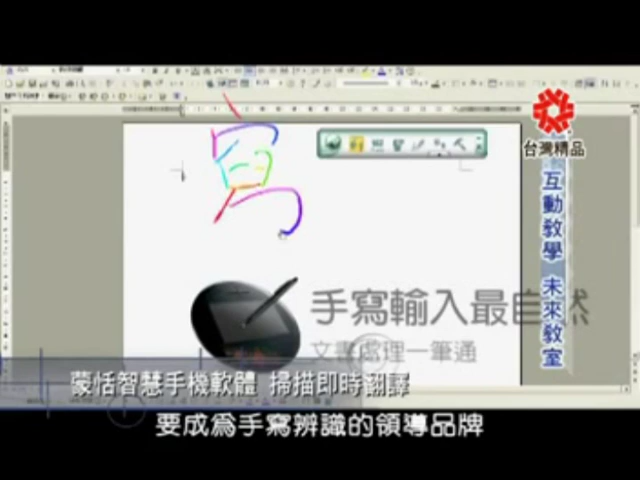 寫
台灣精品
互動教學 未來教室
手寫輸入最自然
文書處理一筆通
蒙恬智慧手機軟體 掃描即時翻譯
要成為手寫辨識的領導品牌